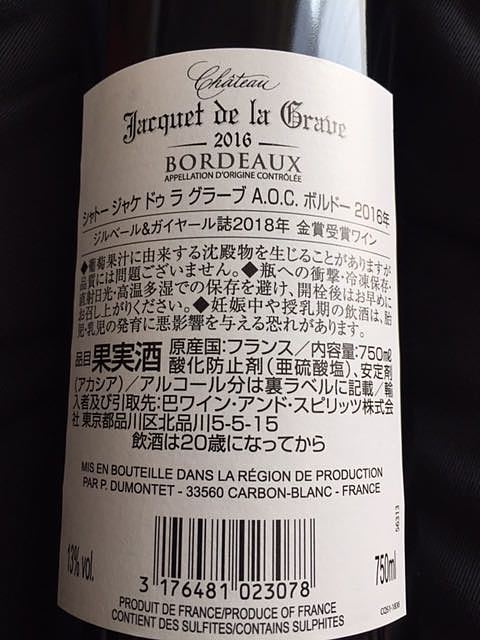 Château
Jacquet de la Grave
2016
BORDEAUX
APPELLATION D'ORIGINE CONTRÔLÉE
シャトー ジャケ ドゥ ラ グラーブ A.O.C. ボルドー 2016年
ジルベール&ガイヤール誌2018年 金賞受賞ワイン
◆葡萄果汁に由来する沈殿物を生じることがありますが
品質には問題ございません。◆瓶への衝撃・冷凍保存・
直射日光・高温多湿での保存を避け、開栓後はお早めに
お召し上がりください。◆妊娠中や授乳期の飲酒は、胎
児・乳児の発育に悪影響を与える恐れがあります。
品目 果実酒 原産国:フランス/内容量:750㎖
酸化防止剤(亜硫酸塩)、安定剤
(アカシア)/アルコール分は裏ラベルに記載/輸
入者及び引取先:巴ワイン・アンド・スピリッツ株式会
社 東京都品川区北品川5-5-15
飲酒は20歳になってから
MIS EN BOUTEILLE DANS LA RÉGION DE PRODUCTION
PAR P. DUMONTET - 33560 CARBON-BLANC - FRANCE
56313
13% vol.
3 176481 023078
750ml
PRODUIT DE FRANCE/PRODUCE OF FRANCE
CONTIENT DES SULFITES/CONTAINS SULPHITES